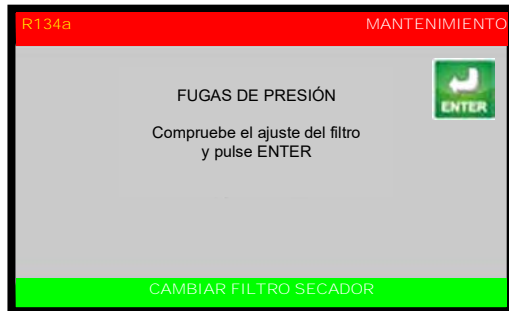 R134a MANTENIMIENTO
FUGAS DE PRESIÓN
ENTER
Compruebe el ajuste del filtro
y pulse ENTER
CAMBIAR FILTRO SECADOR